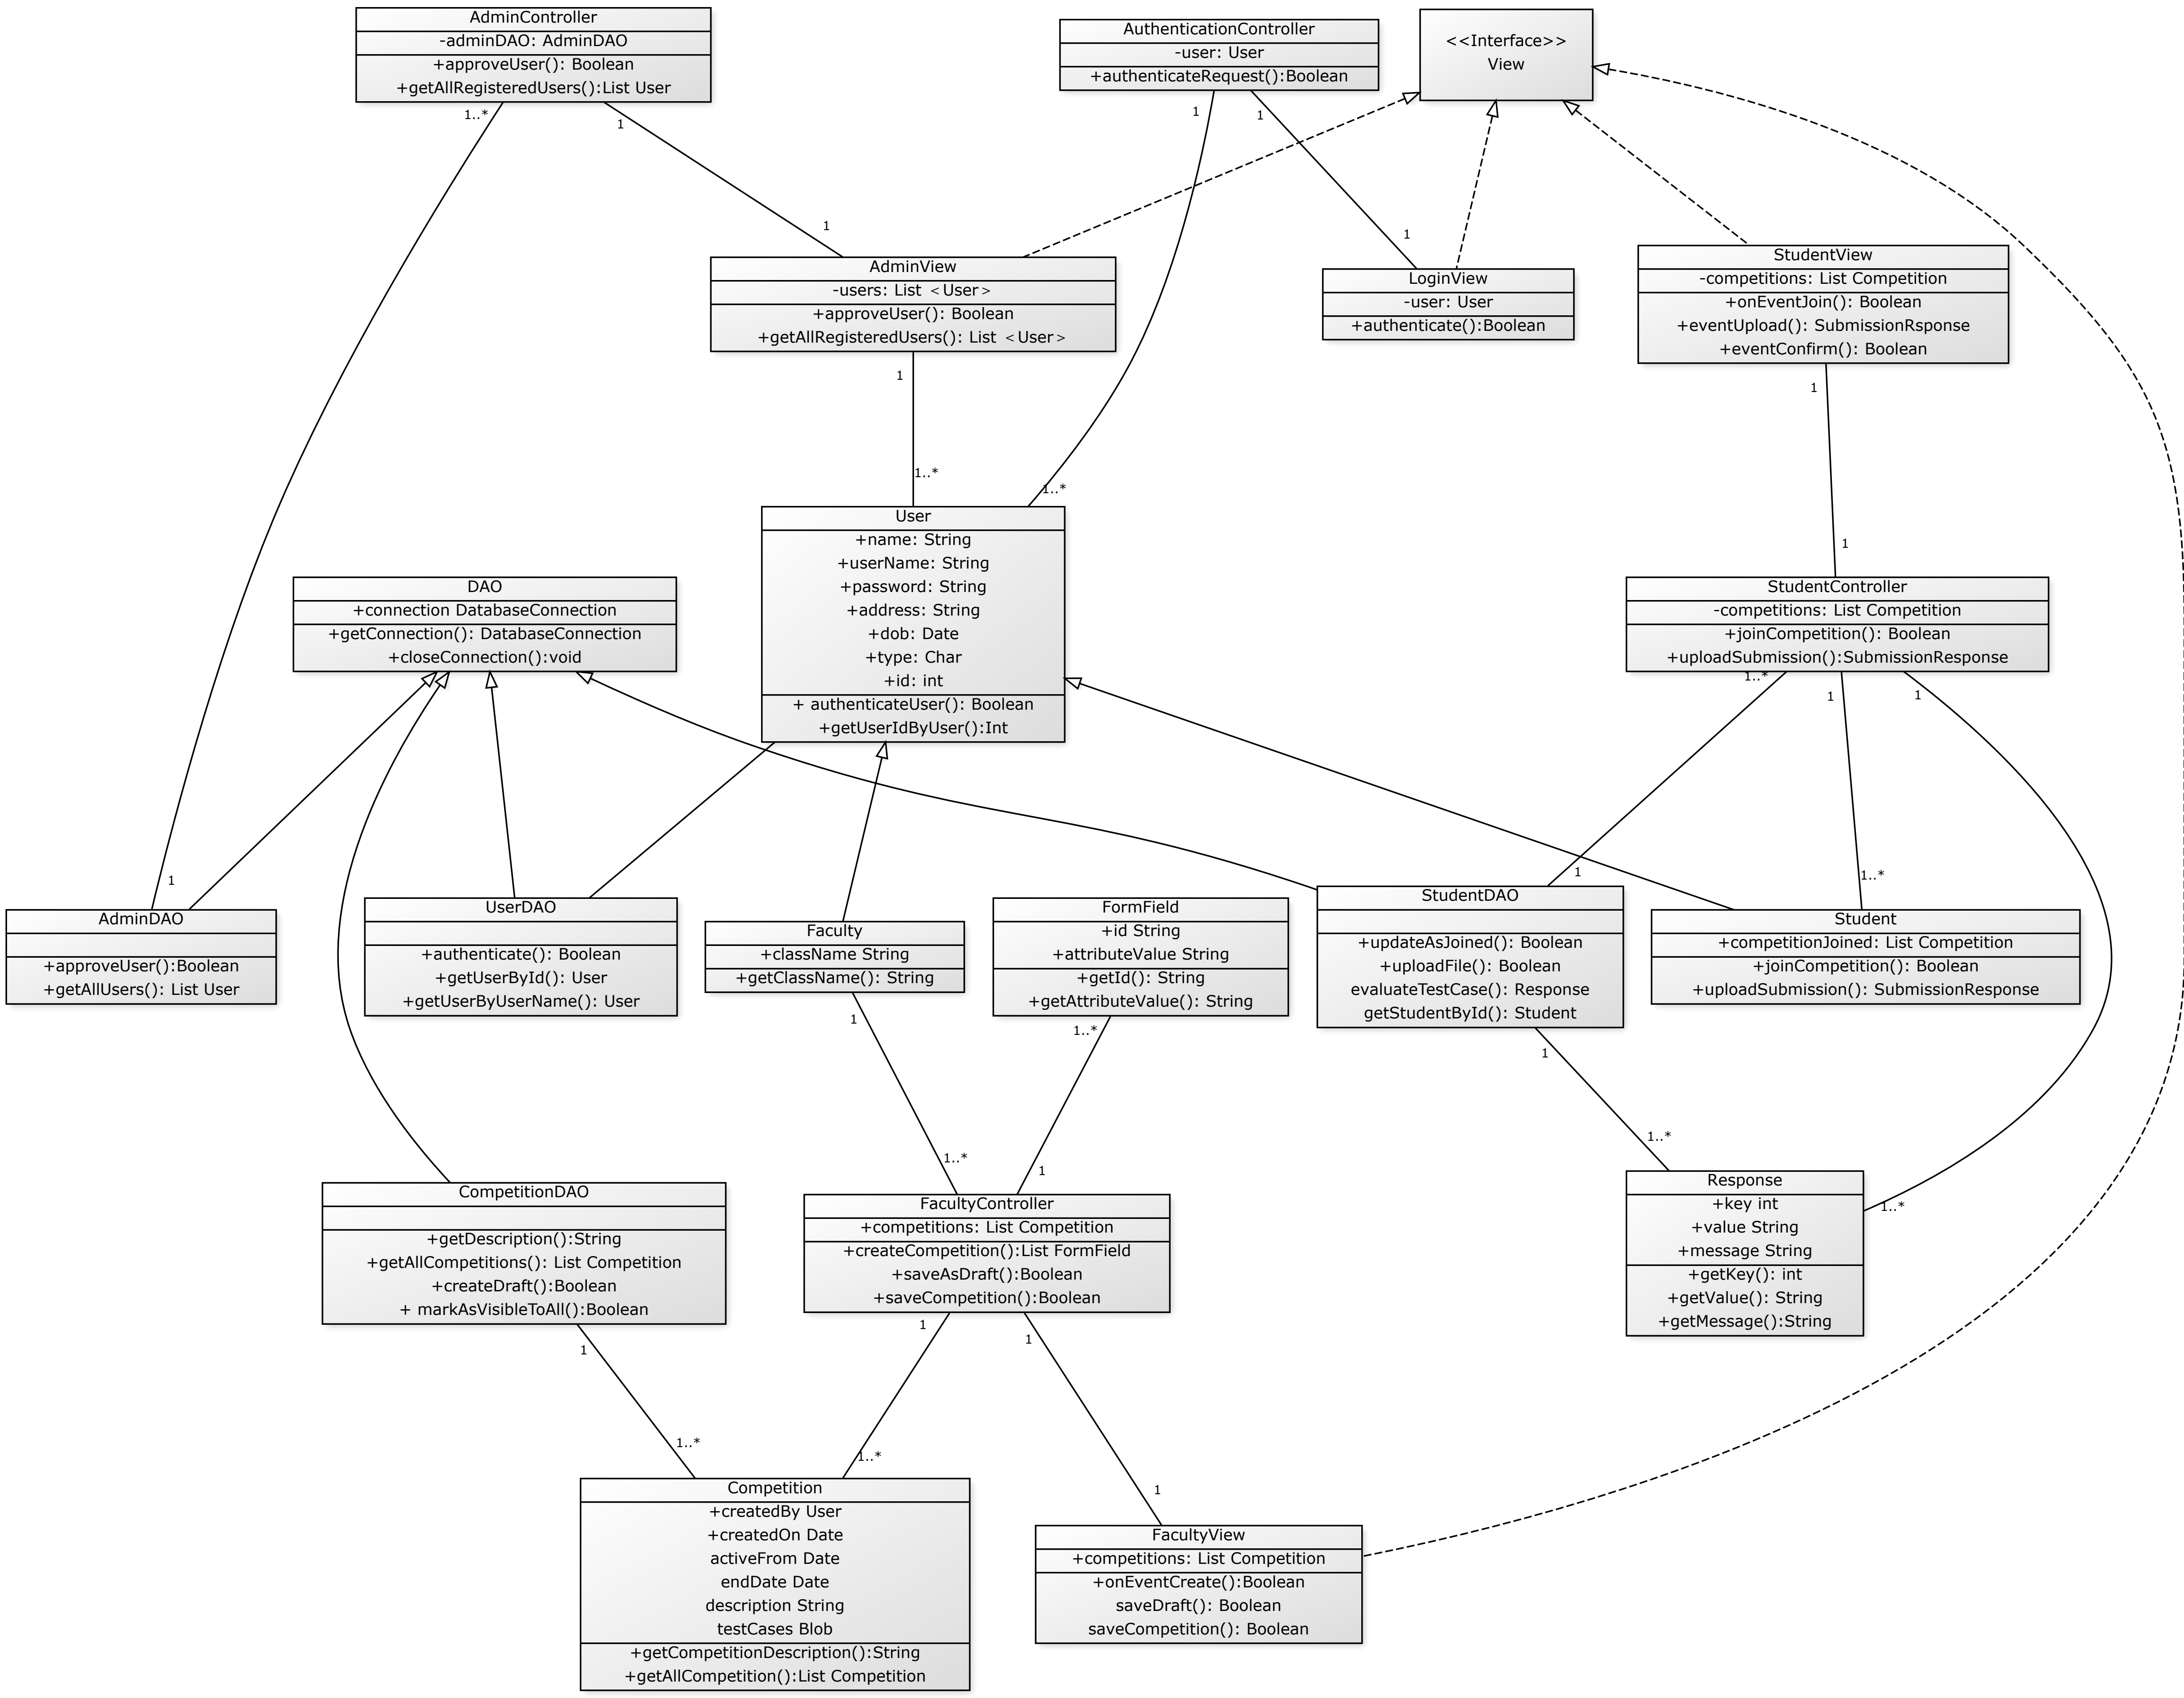 AdminController
-adminDAO: AdminDAO
+approveUser(): Boolean
+getAllRegisteredUsers():List User
AuthenticationController
-user: User
+authenticateRequest():Boolean
<<Interface>>
View
1..*
1
1
1
1
1
AdminView
-users: List <User>
+approveUser(): Boolean
+getAllRegisteredUsers(): List <User>
LoginView
-user: User
+authenticate():Boolean
StudentView
-competitions: List Competition
+onEventJoin(): Boolean
+eventUpload(): SubmissionRsponse
+eventConfirm(): Boolean
1
1
1..*
1..*
1
User
+name: String
+userName: String
+password: String
+address: String
+dob: Date
+type: Char
+id: int
+ authenticateUser(): Boolean
+getUserIdByUser():Int
DAO
+connection DatabaseConnection
+getConnection(): DatabaseConnection
+closeConnection():void
StudentController
-competitions: List Competition
+joinCompetition(): Boolean
+uploadSubmission():SubmissionResponse
1..*
1
1
1
1
1..*
AdminDAO
+approveUser():Boolean
+getAllUsers(): List User
UserDAO
+authenticate(): Boolean
+getUserById(): User
+getUserByUserName(): User
Faculty
+className String
+getClassName(): String
FormField
+id String
+attributeValue String
+getId(): String
+getAttributeValue(): String
StudentDAO
+updateAsJoined(): Boolean
+uploadFile(): Boolean
evaluateTestCase(): Response
getStudentById(): Student
Student
+competitionJoined: List Competition
+joinCompetition(): Boolean
+uploadSubmission(): SubmissionResponse
1
1..*
1
1..*
1
1..*
1..*
CompetitionDAO
+getDescription():String
+getAllCompetitions(): List Competition
+createDraft():Boolean
+ markAsVisibleToAll():Boolean
FacultyController
+competitions: List Competition
+createCompetition():List FormField
+saveAsDraft():Boolean
+saveCompetition():Boolean
Response
+key int
+value String
+message String
+getKey(): int
+getValue(): String
+getMessage():String
1
1
1
1..*
1..*
1
Competition
+createdBy User
+createdOn Date
activeFrom Date
endDate Date
description String
testCases Blob
+getCompetitionDescription():String
+getAllCompetition():List Competition
FacultyView
+competitions: List Competition
+onEventCreate():Boolean
saveDraft(): Boolean
saveCompetition(): Boolean